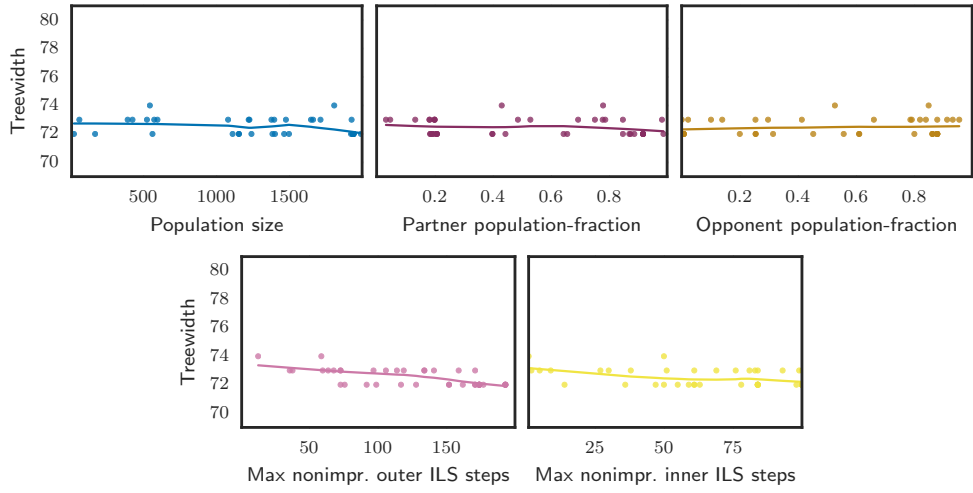 Treewidth
80
78
76
74
72
70
500 1000 1500
0.2 0.4 0.6 0.8
0.2 0.4 0.6 0.8
Population size
Partner population-fraction
Opponent population-fraction
Treewidth
80
78
76
74
72
70
50 100 150
25 50 75
Max nonimpr. outer ILS steps
Max nonimpr. inner ILS steps